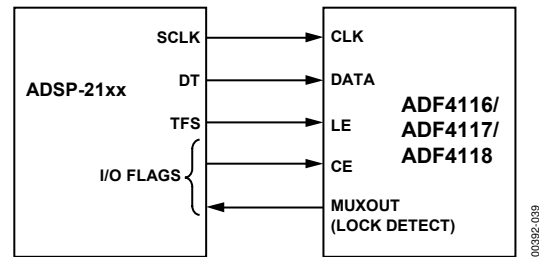 ADSP-21xx
SCLK
DT
TFS
I/O FLAGS
CLK
DATA
LE
CE
MUXOUT
(LOCK DETECT)
ADF4116/
ADF4117/
ADF4118
00392-039